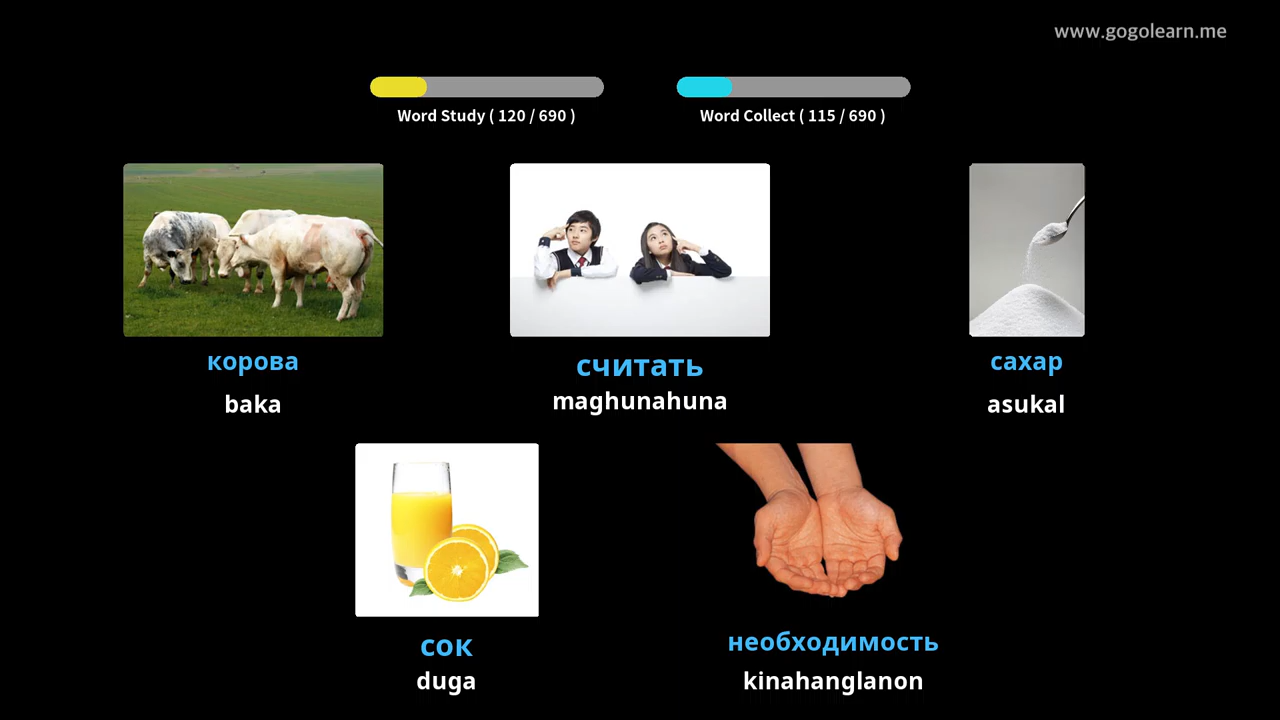 www.gogolearn.me
Word Study ( 120 / 690 )
Word Collect ( 115 / 690 )
корова
baka
считать
maghunahuna
сахар
asukal
сок
duga
необходимость
kinahanglanon